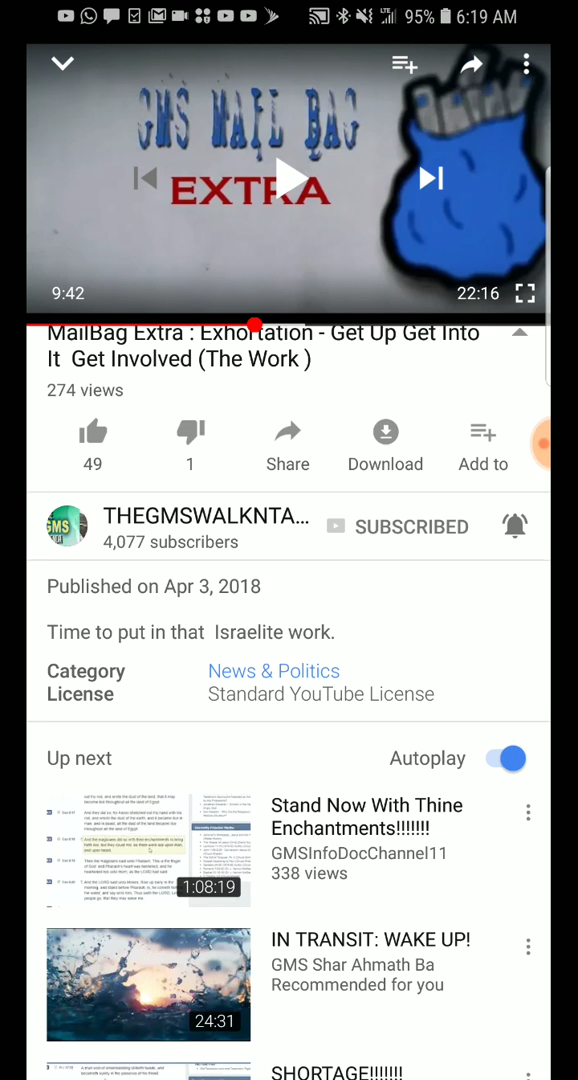 95% 6:19 AM
LTE
GMS MAIL BAG
EXTRA
9:42 22:16
MailBag Extra : Exhortation - Get Up Get Into
It Get Involved (The Work )
274 views
49 1 Share Download Add to
GMS
THEGMSWALKNTA... SUBSCRIBED
4,077 subscribers
Published on Apr 3, 2018
Time to put in that Israelite work.
Category News & Politics
License Standard YouTube License
Up next Autoplay
Stand Now With Thine
Enchantments!!!!!!!
GMSInfoDocChannel11
338 views
1:08:19
IN TRANSIT: WAKE UP!
GMS Shar Ahmath Ba
Recommended for you
24:31
SHORTAGE!!!!!!!